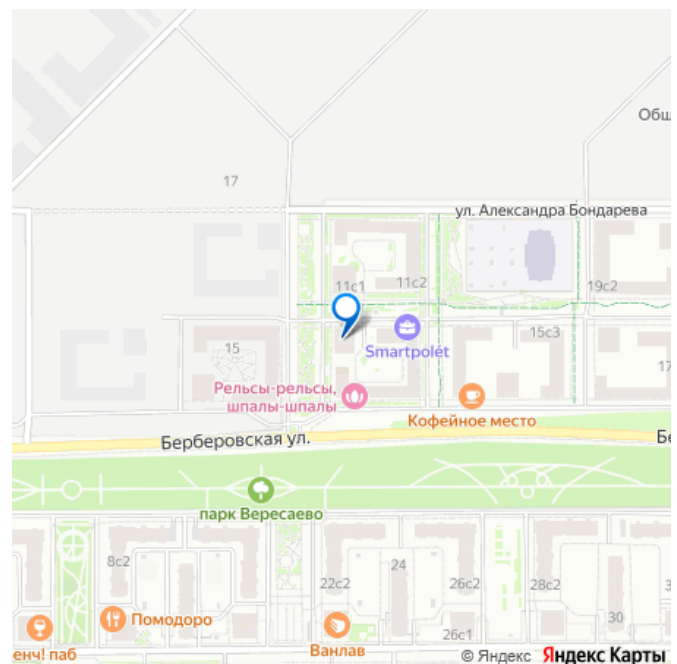 Общ
17
ул. Александра Бондарева
11с1
11с2
19с2
15с3
Smartpolet
15
17
Рельсы-рельсы,
шпалы-шпалы
Кофейное место
Берберовская ул.
Бе
парк Вересаево
8с2
24
22с2
26с2
28с2
3
Помодоро
30
26с1
енч! паб
Ванлав
© Яндекс Яндекс Карты